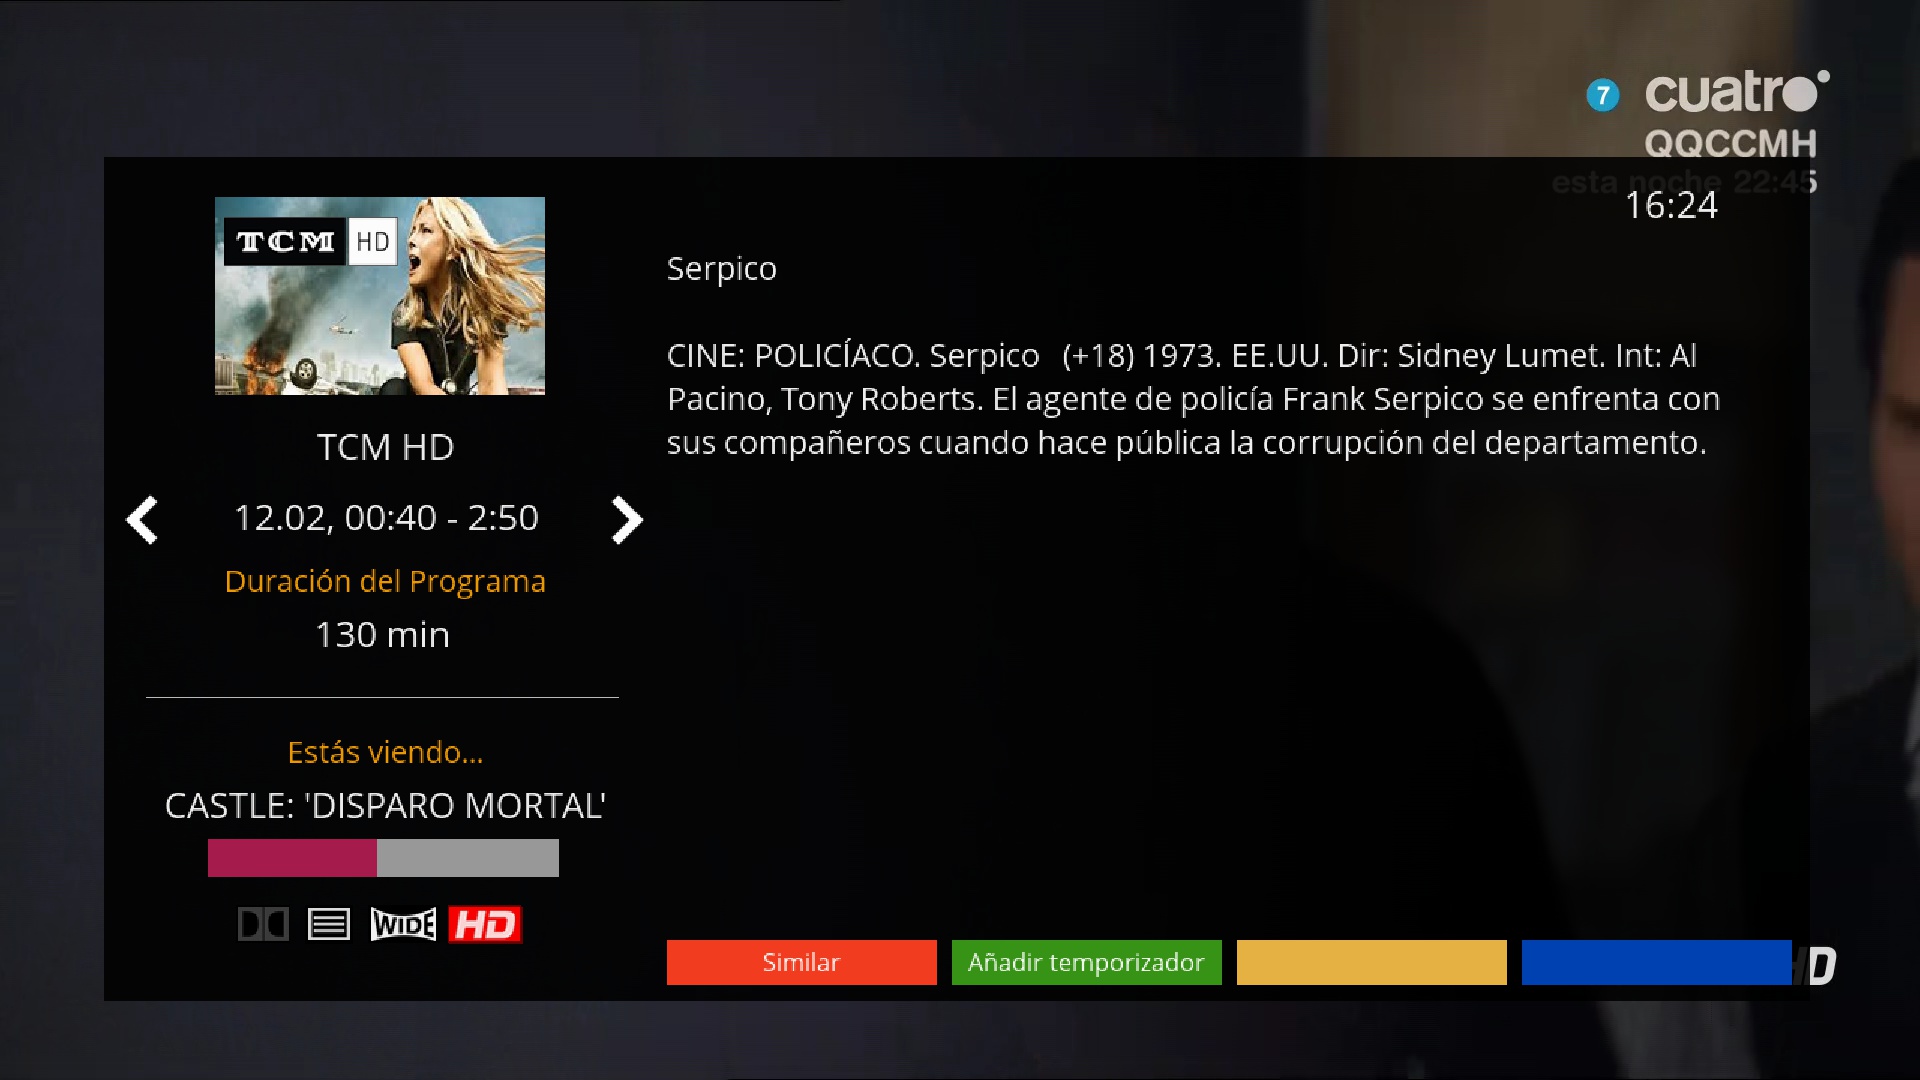 7 cuatro
QQCCMH
esta noche 22:45
16:24
TCM HD
TCM HD
12.02, 00:40 - 2:50
Duración del Programa
130 min
Estás viendo...
CASTLE: 'DISPARO MORTAL'
WIDE HD
Serpico
CINE: POLICÍACO. Serpico (+18) 1973. EE.UU. Dir: Sidney Lumet. Int: Al
Pacino, Tony Roberts. El agente de policía Frank Serpico se enfrenta con
sus compañeros cuando hace pública la corrupción del departamento.
Similar
Añadir temporizador
HD